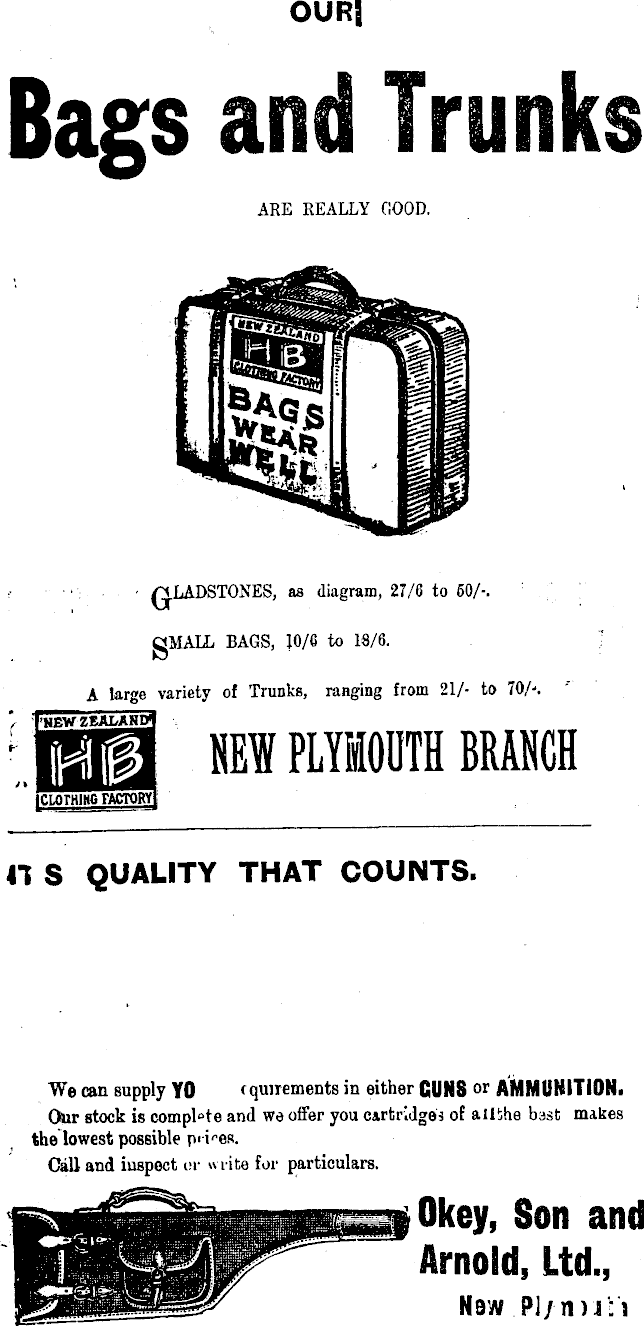 OUR
Bags and Trunks
ARE REALLY GOOD.
NEW ZEALAND
HB
CLOTHING FACTORY
BAGS
WEAR
WELL
GLADSTONES, as diagram, 27/6 to 50/-.
SMALL BAGS, 10/6 to 18/6.
A large variety of Trunks, ranging from 21/- to 70/-.
NEW ZEALAND
HB
CLOTHING FACTORY
NEW PLYMOUTH BRANCH
S QUALITY THAT COUNTS.
We can supply YO quirements in either GUNS or AMMUNITION.
Our stock is complete and we offer you cartridges of all the best makes
the lowest possible prices.
Call and inspect or write for particulars.
Okey, Son and
Arnold, Ltd.,
New Plymouth